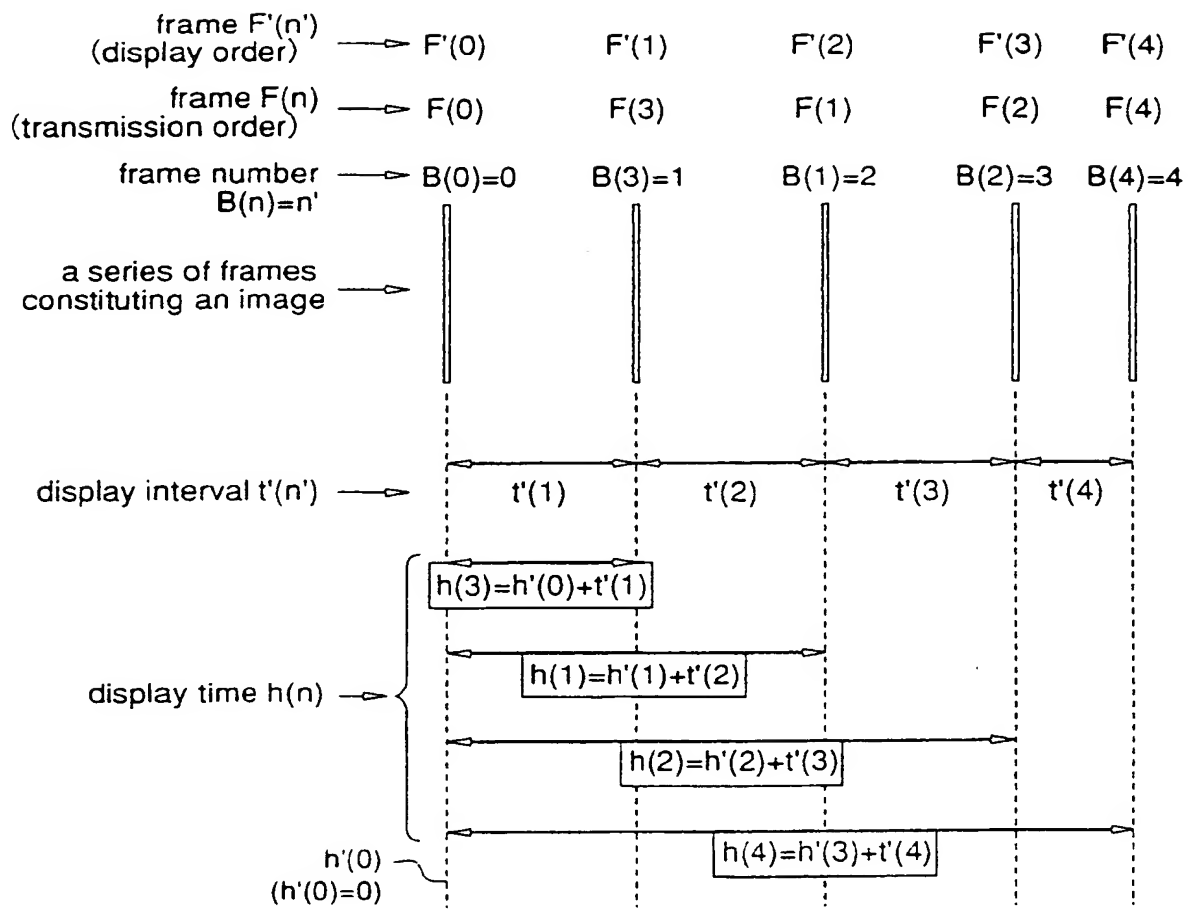 frame F'(n')
(display order)
F'(0) F'(1) F'(2) F'(3) F'(4)
frame F(n)
(transmission order)
F(0) F(3) F(1) F(2) F(4)
frame number
B(n)=n'
B(0)=0 B(3)=1 B(1)=2 B(2)=3 B(4)=4
a series of frames
constituting an image
display interval t'(n')
t'(1) t'(2) t'(3) t'(4)
h(3)=h'(0)+t'(1)
h(1)=h'(1)+t'(2)
display time h(n)
h(2)=h'(2)+t'(3)
h(4)=h'(3)+t'(4)
h'(0)
(h'(0)=0)